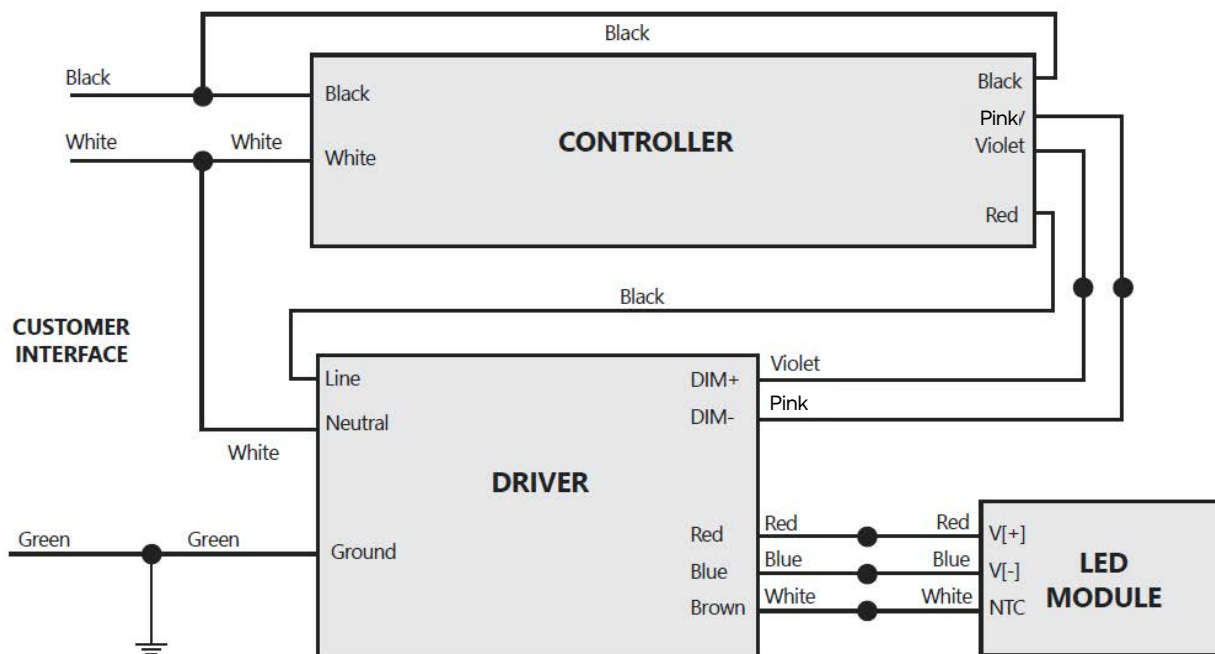 Black
Black
Black
Black
Pink/
White
White
White
CONTROLLER
Violet
Red
Black
CUSTOMER
INTERFACE
Line
DIM+
Violet
Neutral
DIM-
Pink
White
DRIVER
Green
Green
Ground
Red
Red
Red
V[+]
Blue
Blue
Blue
V[-]
LED
MODULE
Brown
White
White
NTC